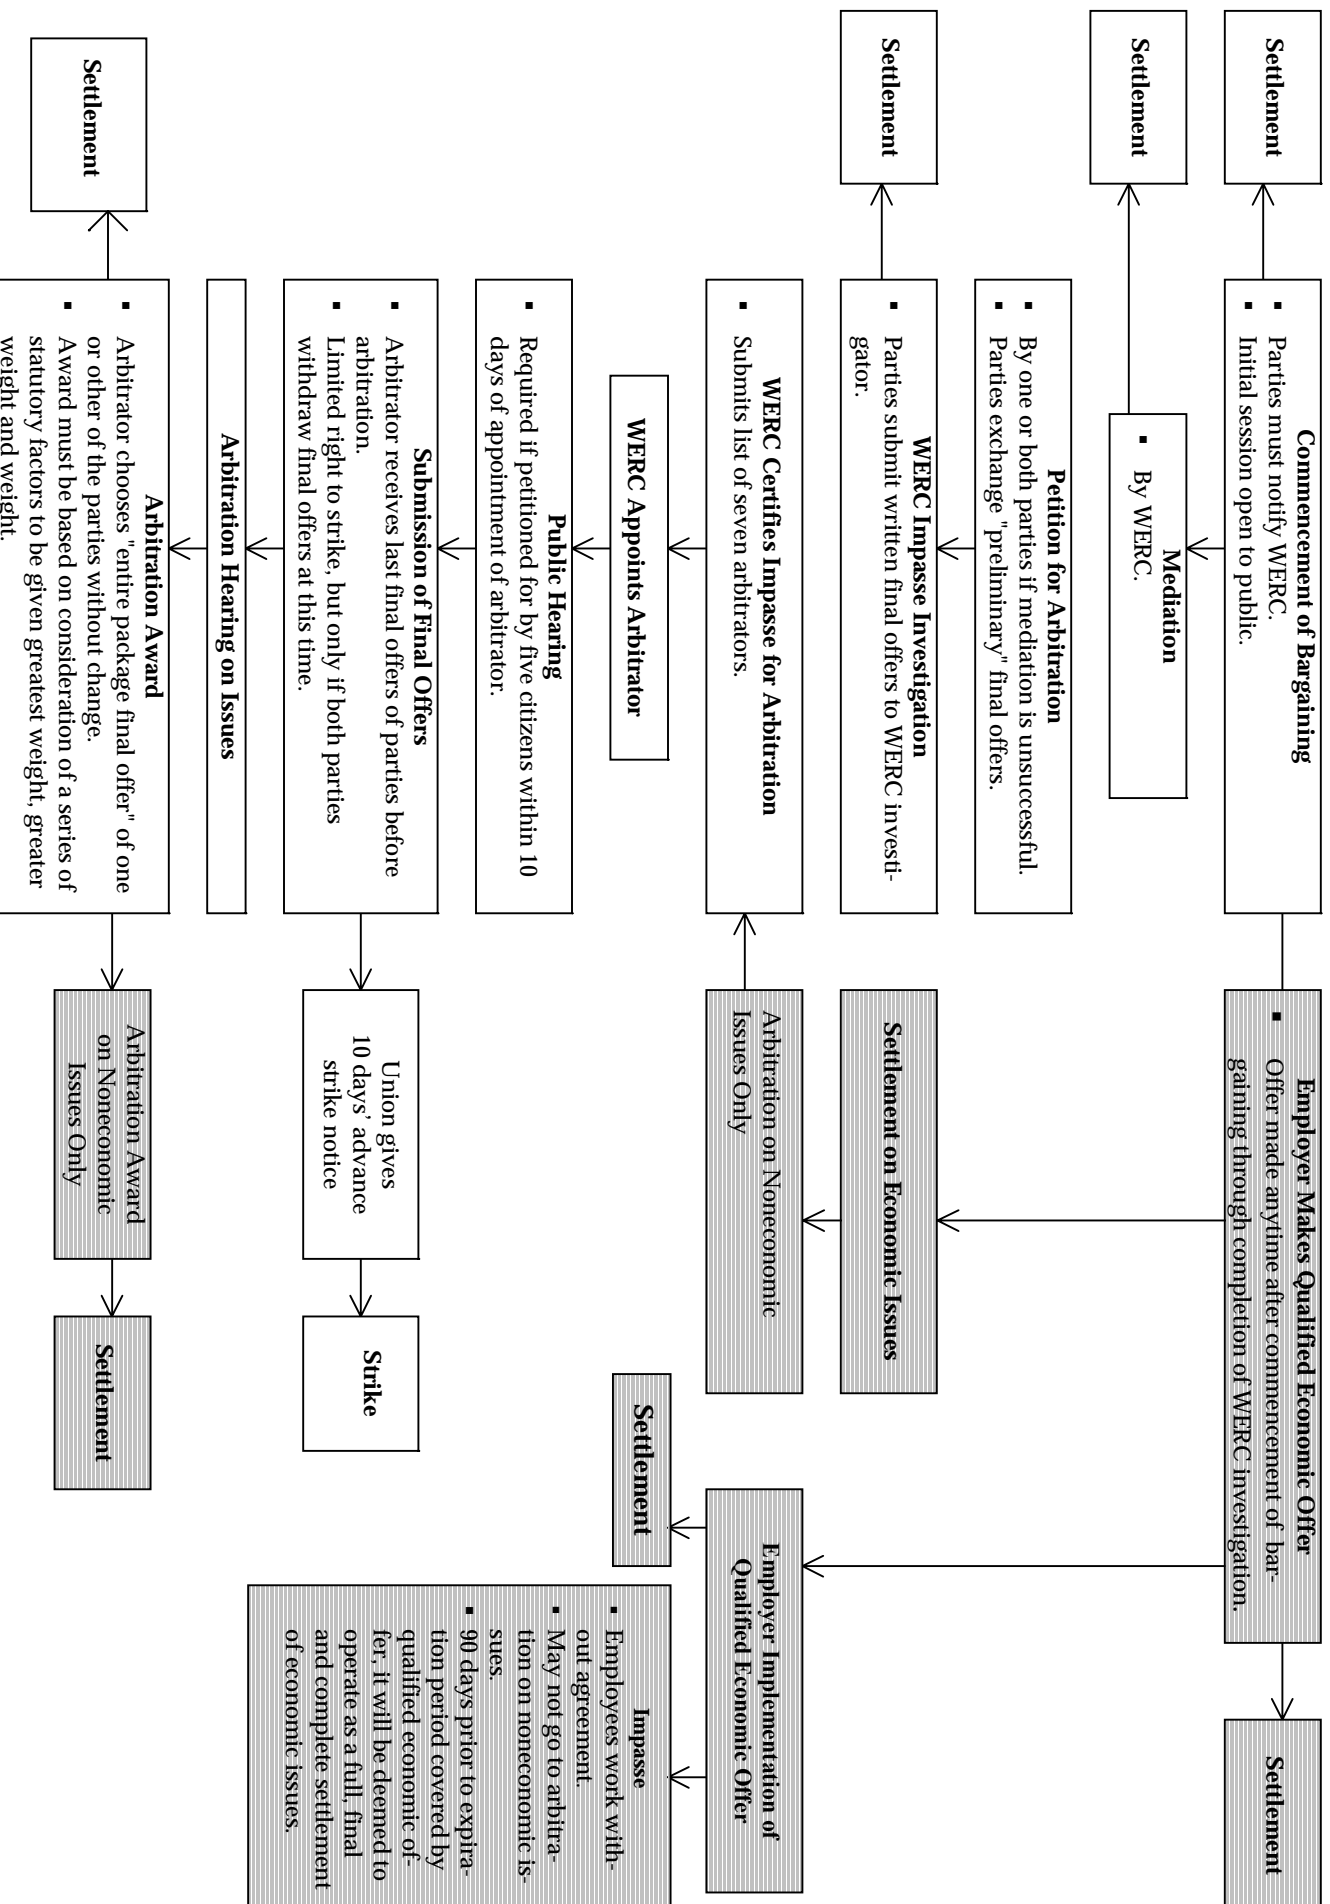 Settlement
Commencement of Bargaining
▪ Parties must notify WERC.
▪ Initial session open to public.
Employer Makes Qualified Economic Offer
▪ Offer made anytime after commencement of bar-
gaining through completion of WERC investigation.
Settlement
Settlement
Mediation
▪ By WERC.
Petition for Arbitration
▪ By one or both parties if mediation is unsuccessful.
▪ Parties exchange "preliminary" final offers.
Settlement
WERC Impasse Investigation
▪ Parties submit written final offers to WERC investi-
gator.
Settlement on Economic Issues
WERC Certifies Impasse for Arbitration
▪ Submits list of seven arbitrators.
Arbitration on Noneconomic
Issues Only
Employer Implementation of
Qualified Economic Offer
WERC Appoints Arbitrator
Settlement
Impasse
▪ Employees work with-
out agreement.
▪ May not go to arbitra-
tion on noneconomic is-
sues.
▪ 90 days prior to expira-
tion period covered by
qualified economic of-
fer, it will be deemed to
operate as a full, final
and complete settlement
of economic issues.
Public Hearing
▪ Required if petitioned for by five citizens within 10
days of appointment of arbitrator.
Submission of Final Offers
▪ Arbitrator receives last final offers of parties before
arbitration.
▪ Limited right to strike, but only if both parties
withdraw final offers at this time.
Union gives
10 days' advance
strike notice
Strike
Arbitration Hearing on Issues
Settlement
Arbitration Award
▪ Arbitrator chooses "entire package final offer" of one
or other of the parties without change.
▪ Award must be based on consideration of a series of
statutory factors to be given greatest weight, greater
weight and weight.
Arbitration Award
on Noneconomic
Issues Only
Settlement